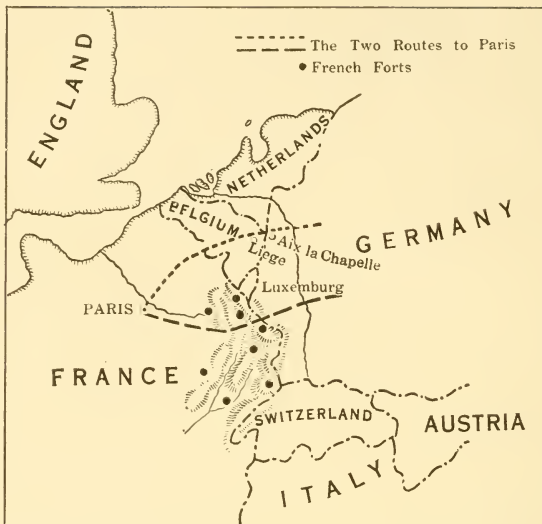 The Two Routes to Paris
French Forts
ENGLAND
NETHERLANDS
BELGIUM
GERMANY
Aix la Chapelle
Liege
Luxemburg
PARIS
FRANCE
SWITZERLAND
AUSTRIA
ITALY